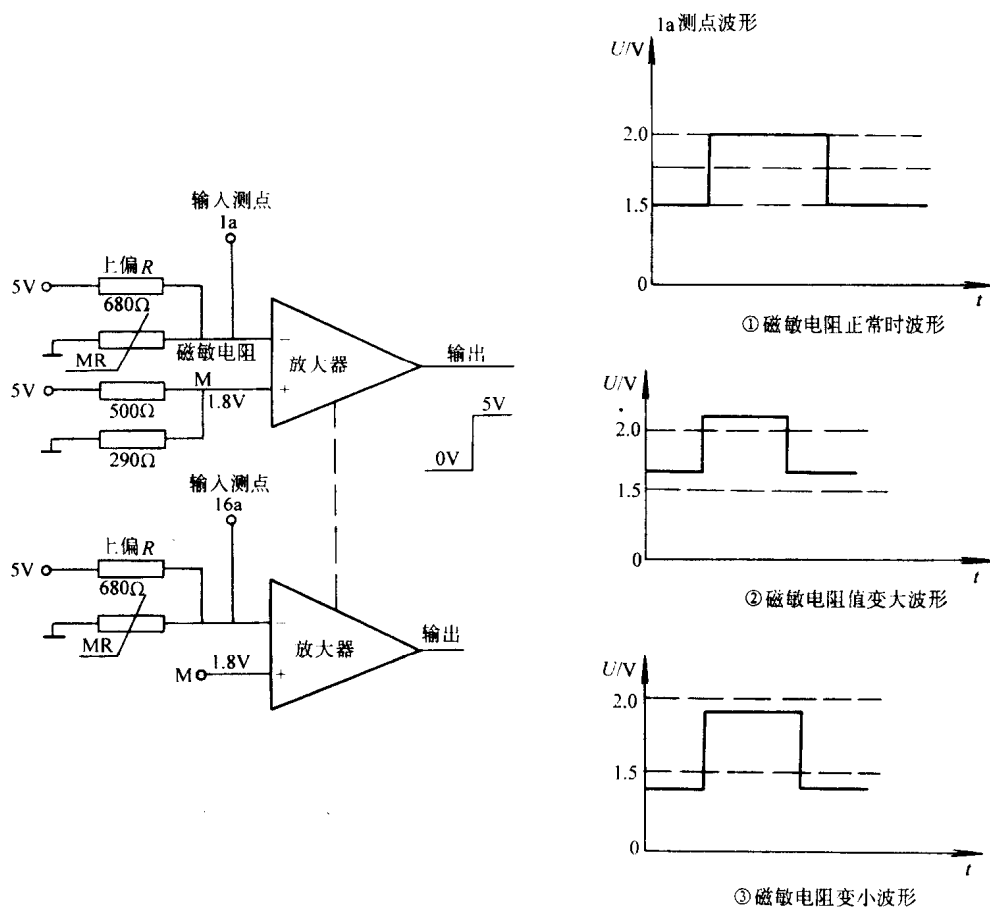 输入测点
1a
上偏R
5V
680Ω
MR
磁敏电阻
−
放大器
输出
M
5V
1.8V
+
500Ω
290Ω
5V
0V
输入测点
16a
上偏R
5V
680Ω
MR
−
放大器
输出
M
1.8V
+
1a测点波形
U/V
2.0
1.5
0
t
①磁敏电阻正常时波形
U/V
2.0
1.5
0
t
②磁敏电阻值变大波形
U/V
2.0
1.5
0
t
③磁敏电阻变小波形